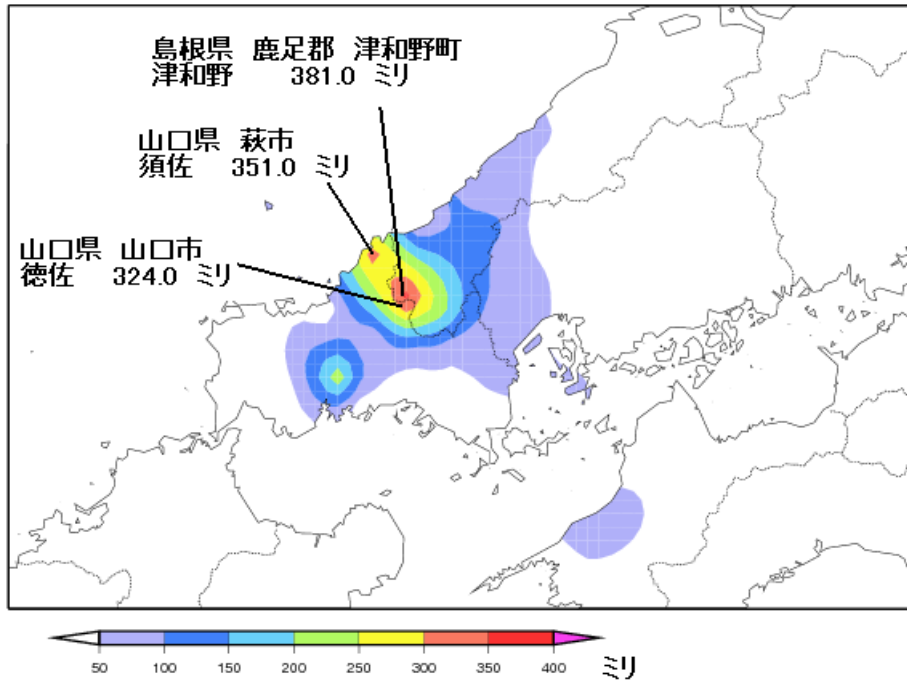 島根県 鹿足郡 津和野町
津和野 381.0 ミリ
山口県 萩市
須佐 351.0 ミリ
山口県 山口市
徳佐 324.0 ミリ
50 100 150 200 250 300 350 400 ミリ